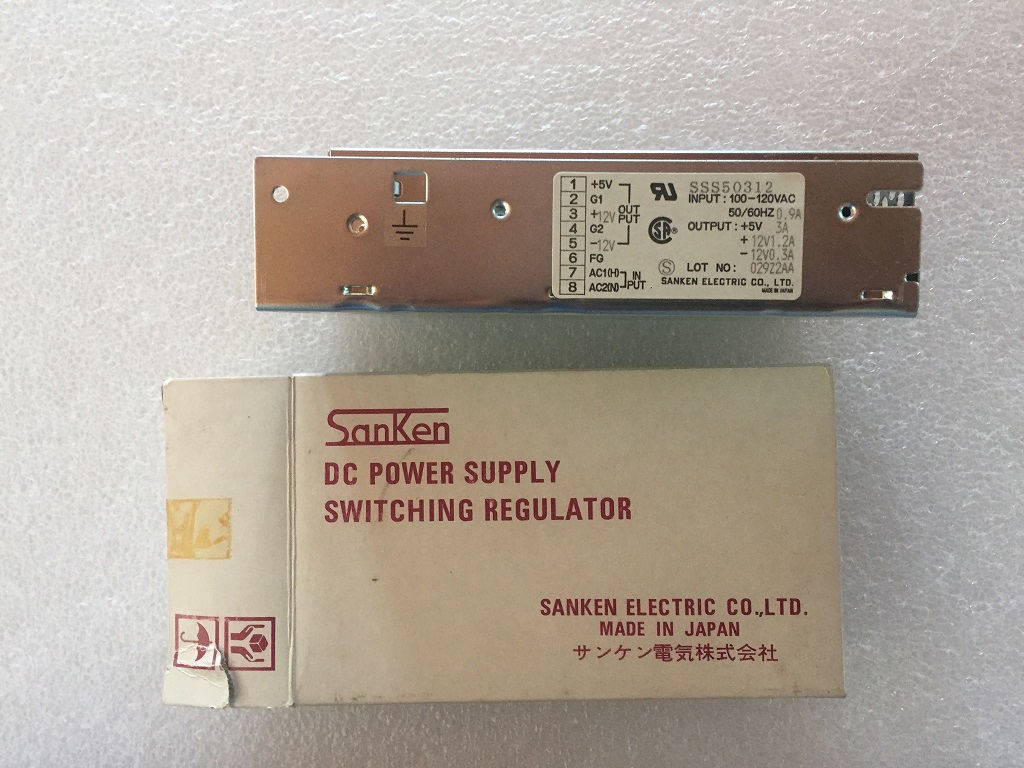 1 +5V
2 G1
3 +12V
4 G2
5 -12V
6 FG
7 AC1(H)
8 AC2(N)
OUT
PUT
IN
PUT
SSS50312
INPUT: 100-120VAC
50/60HZ 0.9A
OUTPUT: +5V 3A
+ 12V1.2A
- 12V0.3A
LOT NO: 02922AA
SANKEN ELECTRIC CO., LTD.
MADE IN JAPAN
SanKen
DC POWER SUPPLY
SWITCHING REGULATOR
SANKEN ELECTRIC CO.,LTD.
MADE IN JAPAN
サンケン電気株式会社